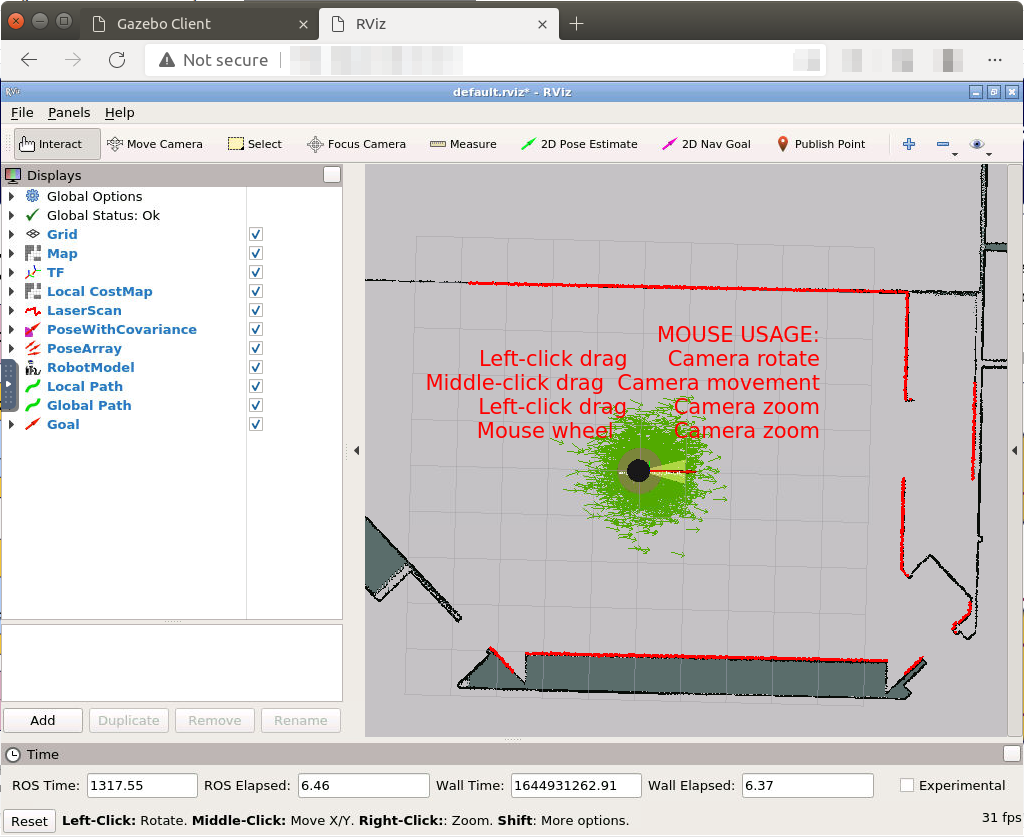 Gazebo Client
RViz
Not secure
RViz
default.rviz* - RViz
File Panels Help
Interact Move Camera Select Focus Camera Measure 2D Pose Estimate 2D Nav Goal Publish Point
Displays
Global Options
Global Status: Ok
Grid
Map
TF
Local CostMap
LaserScan
PoseWithCovariance
PoseArray
RobotModel
Local Path
Global Path
Goal
MOUSE USAGE:
Left-click drag Camera rotate
Middle-click drag Camera movement
Left-click drag Camera zoom
Mouse wheel Camera zoom
Add Duplicate Remove Rename
Time
ROS Time: 1317.55 ROS Elapsed: 6.46 Wall Time: 1644931262.91 Wall Elapsed: 6.37 Experimental
Reset Left-Click: Rotate. Middle-Click: Move X/Y. Right-Click:: Zoom. Shift: More options. 31 fps